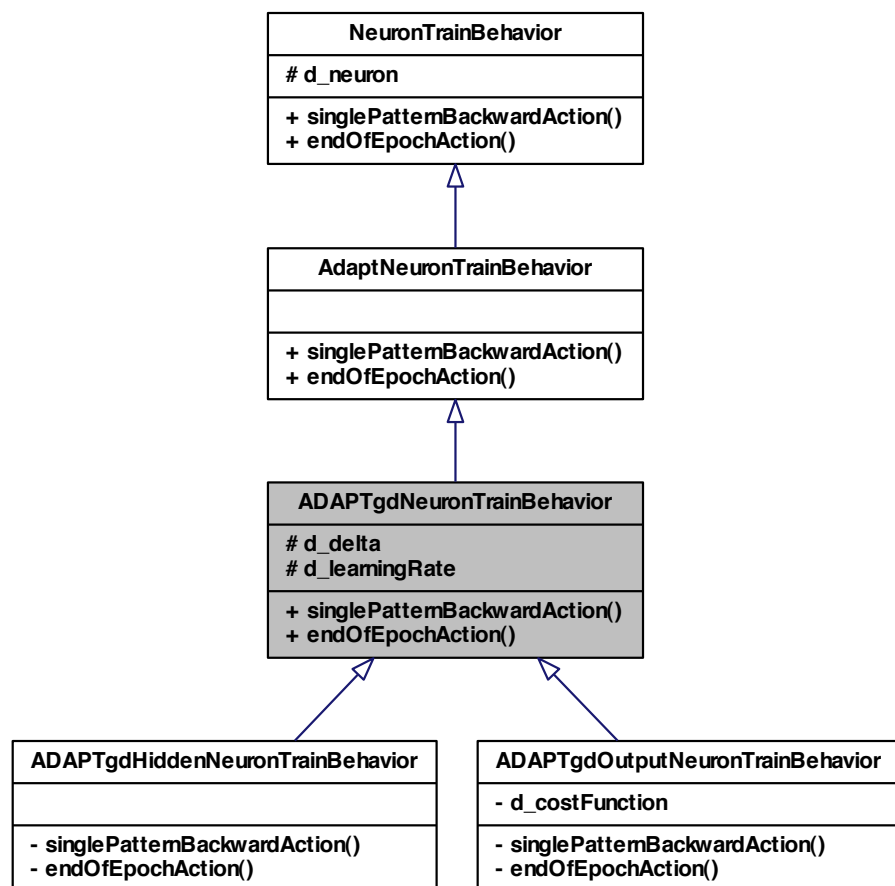 NeuronTrainBehavior
# d_neuron
+ singlePatternBackwardAction()
+ endOfEpochAction()
AdaptNeuronTrainBehavior
+ singlePatternBackwardAction()
+ endOfEpochAction()
ADAPTgdNeuronTrainBehavior
# d_delta
# d_learningRate
+ singlePatternBackwardAction()
+ endOfEpochAction()
ADAPTgdHiddenNeuronTrainBehavior
- singlePatternBackwardAction()
- endOfEpochAction()
ADAPTgdOutputNeuronTrainBehavior
- d_costFunction
- singlePatternBackwardAction()
- endOfEpochAction()